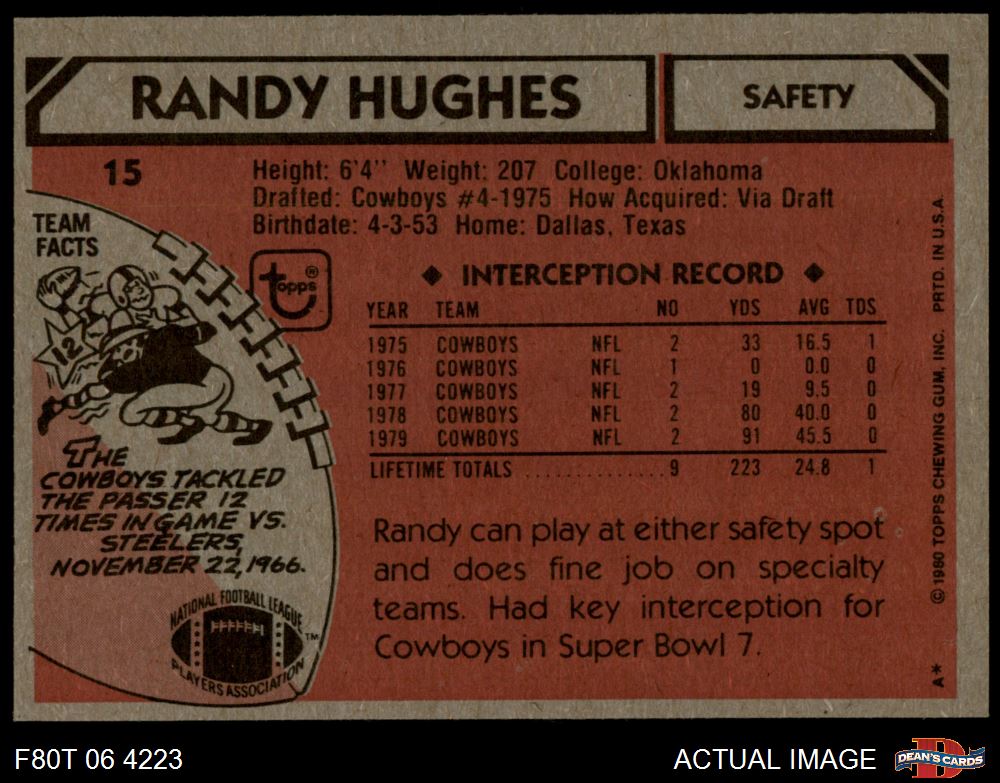 RANDY HUGHES
SAFETY
15
Height: 6'4'' Weight: 207 College: Oklahoma
Drafted: Cowboys #4-1975 How Acquired: Via Draft
Birthdate: 4-3-53 Home: Dallas, Texas
TEAM
FACTS
12
THE
COWBOYS TACKLED
THE PASSER 12
TIMES IN GAME VS.
STEELERS,
NOVEMBER 22, 1966.
NATIONAL FOOTBALL LEAGUE
PLAYERS ASSOCIATION
TM
topps®
◆ INTERCEPTION RECORD ◆
YEAR TEAM NO YDS AVG TDS
1975 COWBOYS NFL 2 33 16.5 1
1976 COWBOYS NFL 1 0 0.0 0
1977 COWBOYS NFL 2 19 9.5 0
1978 COWBOYS NFL 2 80 40.0 0
1979 COWBOYS NFL 2 91 45.5 0
LIFETIME TOTALS .............. 9 223 24.8 1
Randy can play at either safety spot
and does fine job on specialty
teams. Had key interception for
Cowboys in Super Bowl 7.
A* © 1980 TOPPS CHEWING GUM, INC. PRTD. IN U.S.A.
F80T 06 4223
ACTUAL IMAGE
D
DEAN'S CARDS